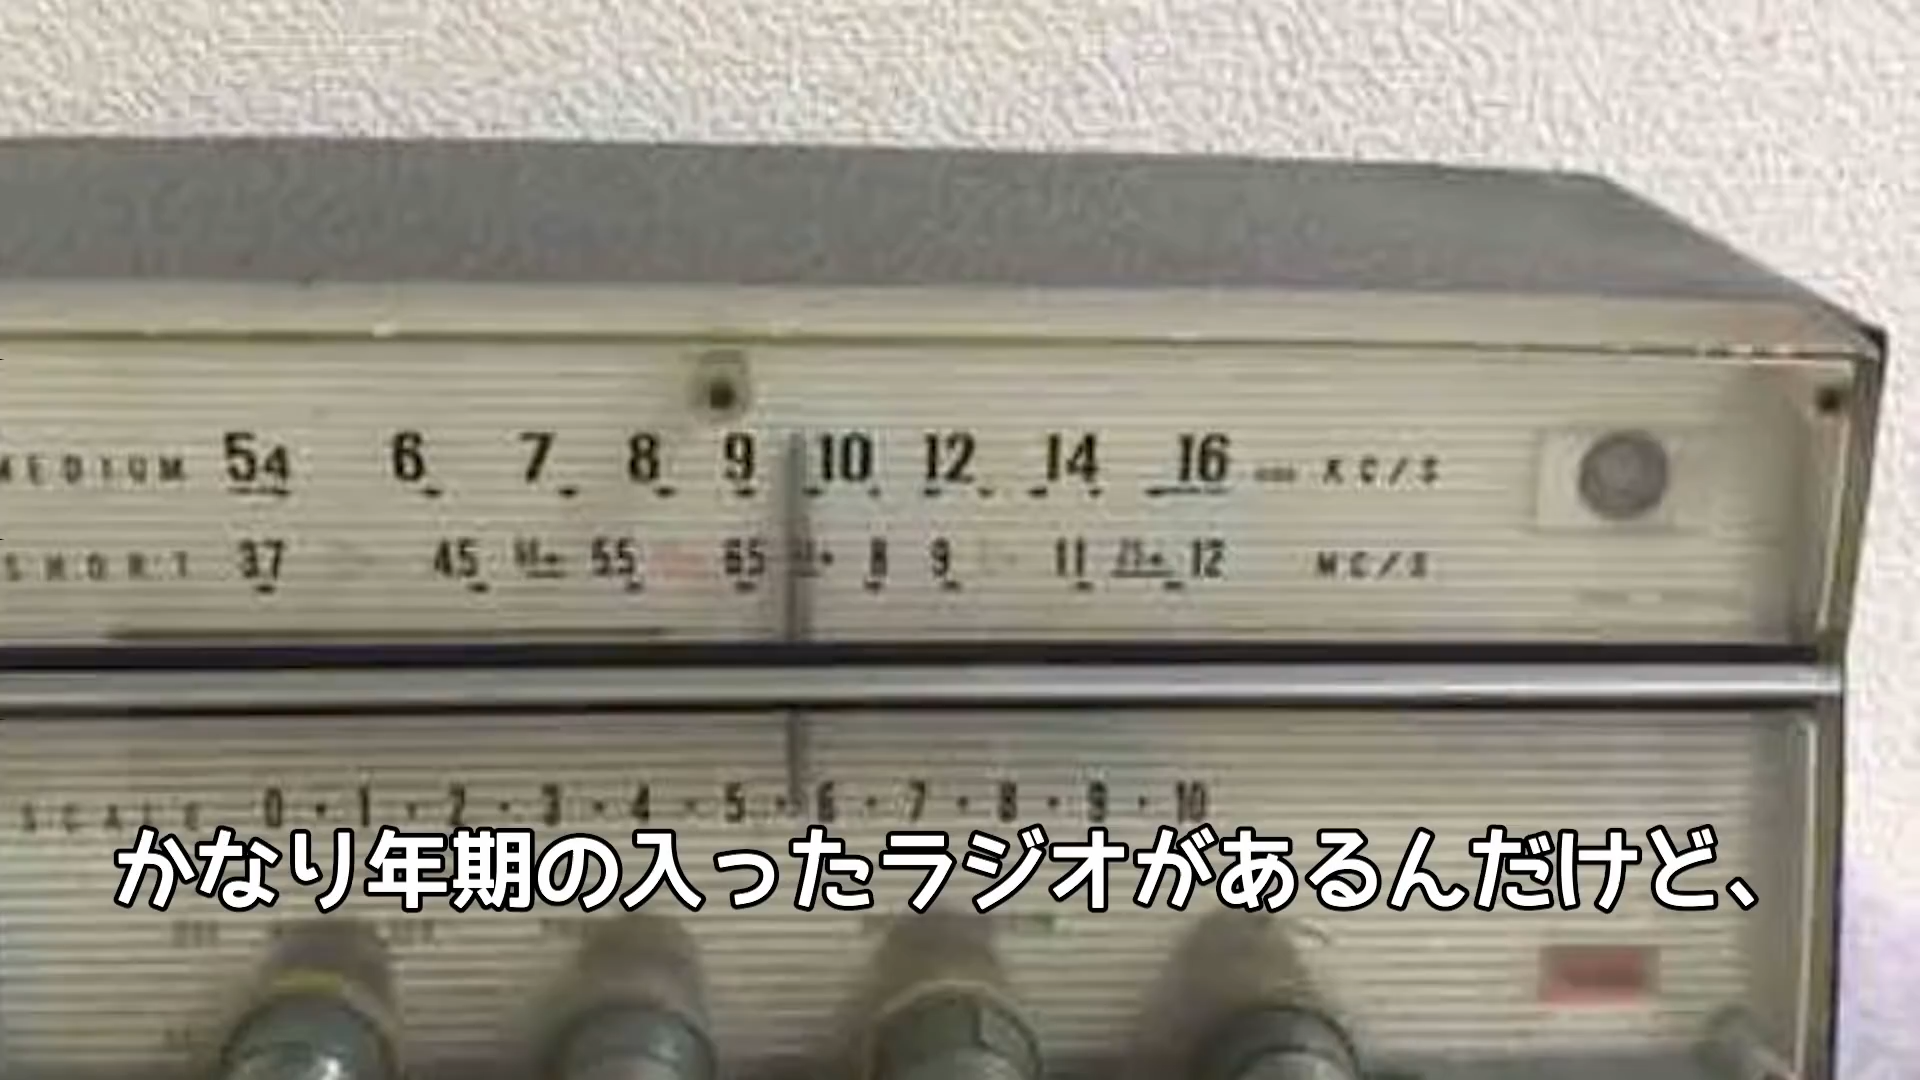 MEDIUM 54 6 7 8 9 10 12 14 16 KC/S
SHORT 37 45 55 65 8 9 11 12 MC/S
SCALE 0 1 2 3 4 5 6 7 8 9 10
かなり年期の入ったラジオがあるんだけど、